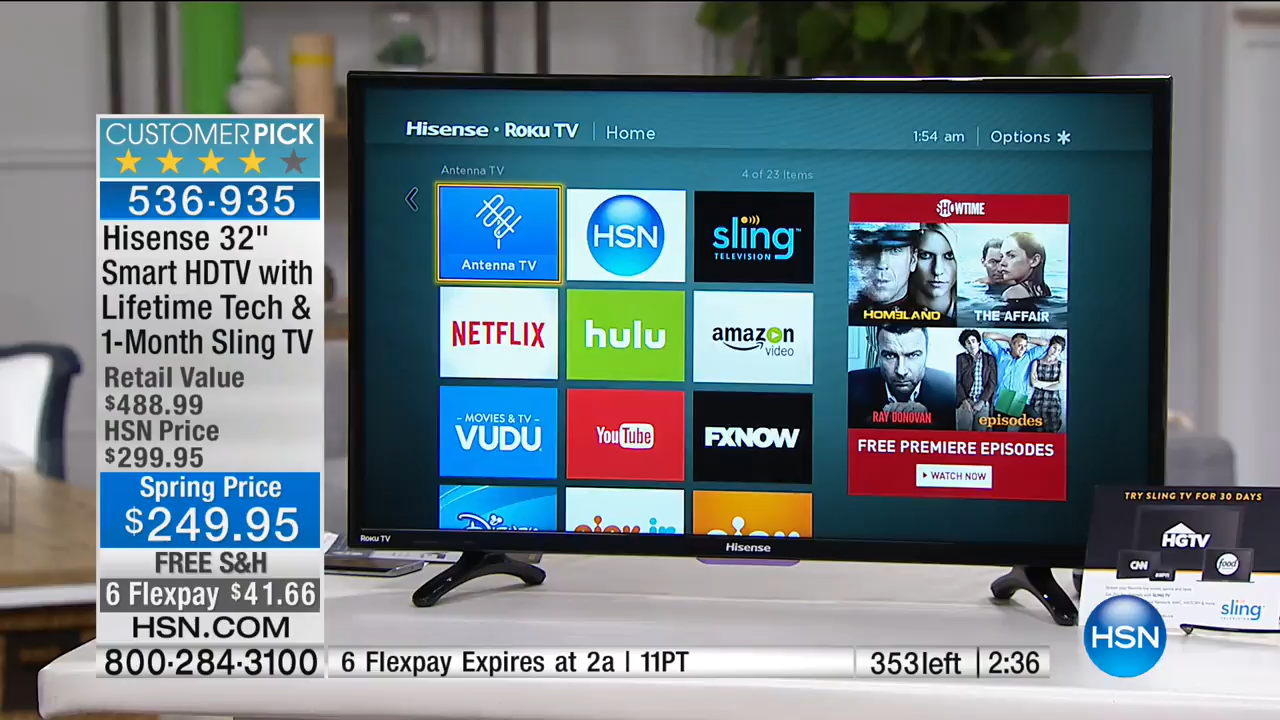 CUSTOMER PICK
536-935
Hisense 32"
Smart HDTV with
Lifetime Tech &
1-Month Sling TV
Retail Value
$488.99
HSN Price
$299.95
Spring Price
$249.95
FREE S&H
6 Flexpay $41.66
HSN.COM
800-284-3100
6 Flexpay Expires at 2a | 11PT
353 left | 2:36
HSN
Hisense • Roku TV | Home
1:54 am | Options
Antenna TV
4 of 23 Items
Antenna TV
HSN
sling
TELEVISION
NETFLIX
hulu
amazon
video
MOVIES & TV
VUDU
YouTube
FXNOW
SHOWTIME
HOMELAND
THE AFFAIR
RAY DONOVAN
episodes
FREE PREMIERE EPISODES
WATCH NOW
Roku TV
Hisense
TRY SLING TV FOR 30 DAYS
HGTV
CNN
ESPN
food
sling